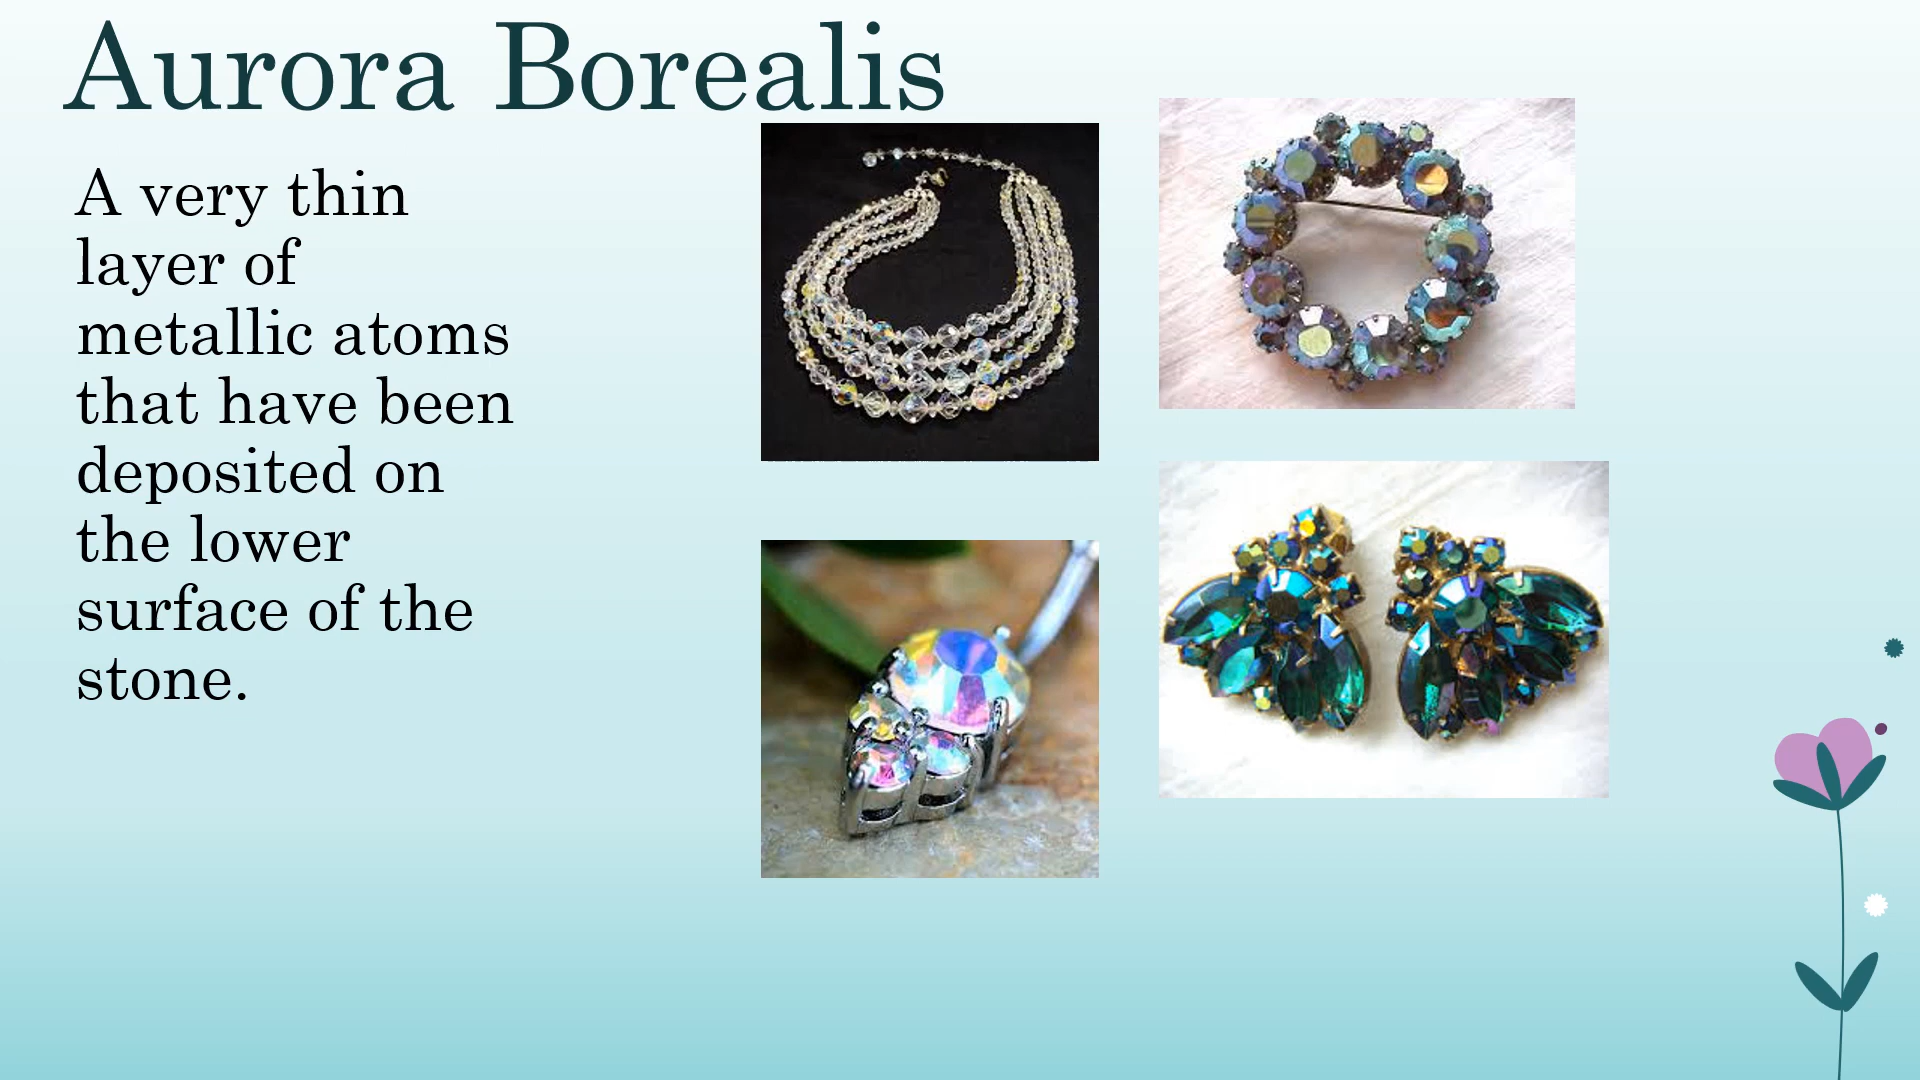 Aurora Borealis
A very thin
layer of
metallic atoms
that have been
deposited on
the lower
surface of the
stone.